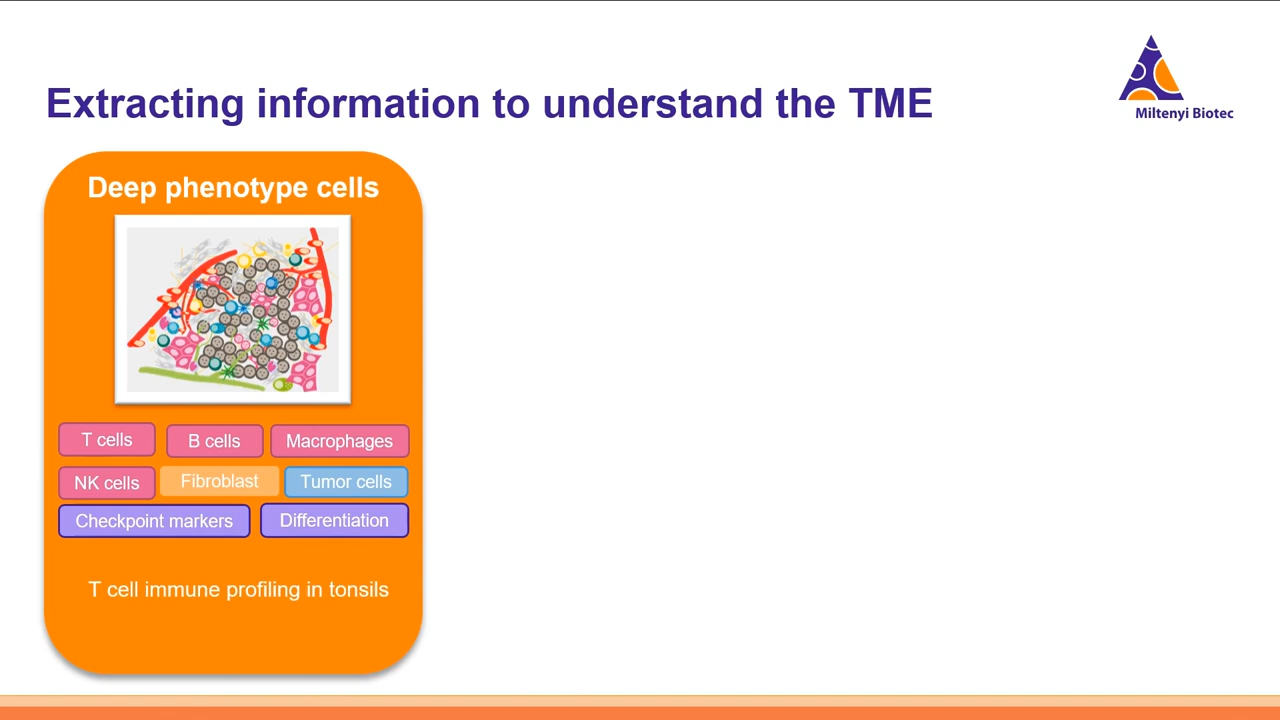 Extracting information to understand the TME
Miltenyi Biotec
Deep phenotype cells
T cells
B cells
Macrophages
NK cells
Fibroblast
Tumor cells
Checkpoint markers
Differentiation
T cell immune profiling in tonsils